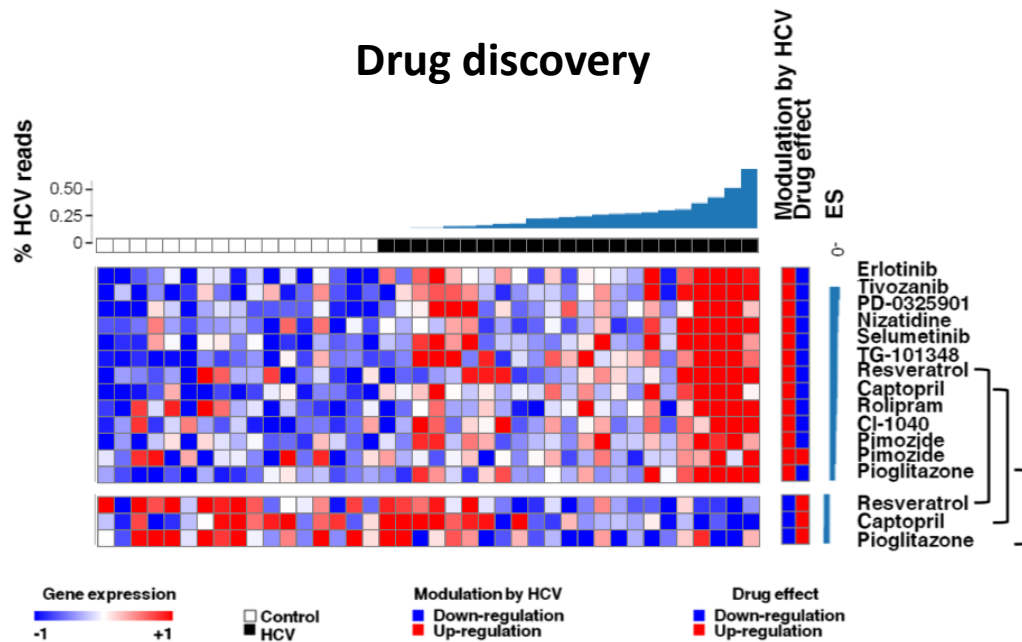 Drug discovery
% HCV reads
0.50
0.25
0
Modulation by HCV
Drug effect
ES
0
Erlotinib
Tivozanib
PD-0325901
Nizatidine
Selumetinib
TG-101348
Resveratrol
Captopril
Rolipram
CI-1040
Pimozide
Pimozide
Pioglitazone
Resveratrol
Captopril
Pioglitazone
Gene expression
-1 +1
Control
HCV
Modulation by HCV
Down-regulation
Up-regulation
Drug effect
Down-regulation
Up-regulation